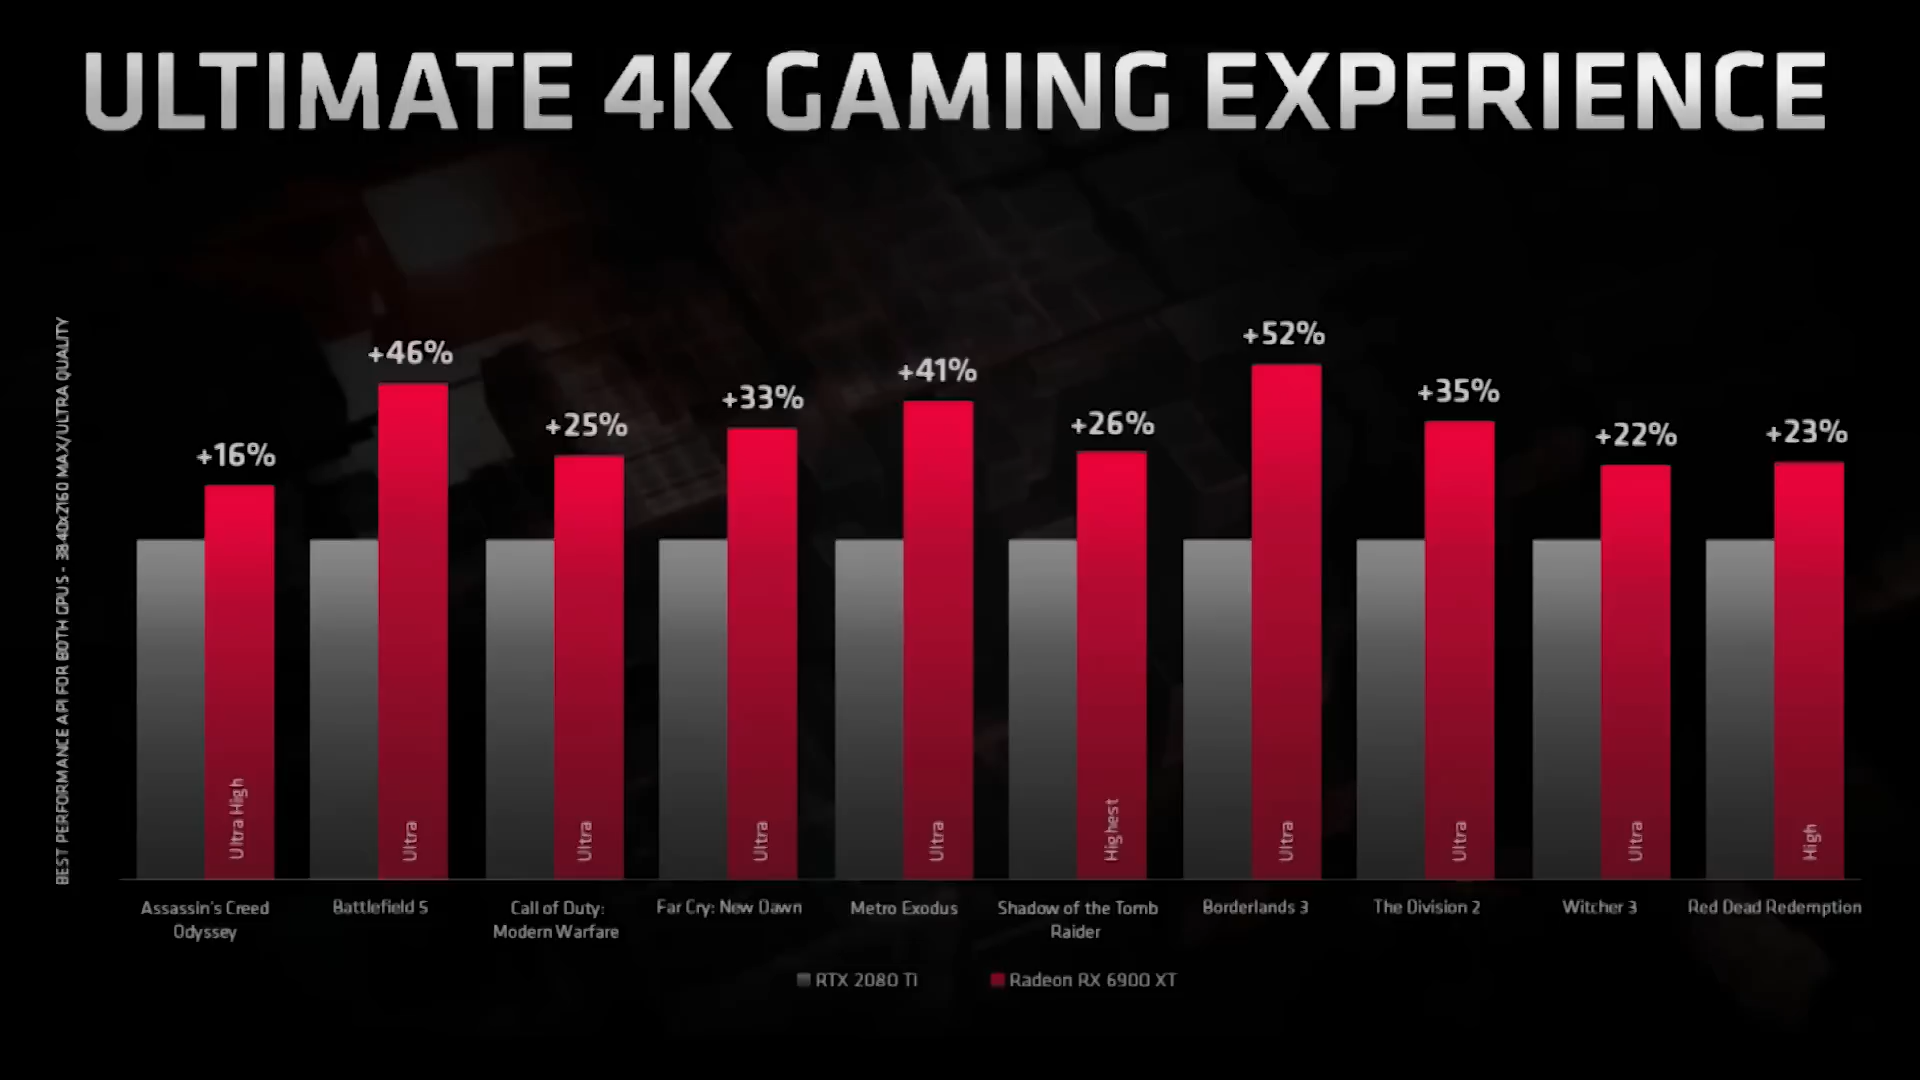 ULTIMATE 4K GAMING EXPERIENCE
BEST PERFORMANCE API FOR BOTH GPUS - 3840x2160 MAX/ULTRA QUALITY
+16%
+46%
+25%
+33%
+41%
+26%
+52%
+35%
+22%
+23%
Ultra High
Ultra
Ultra
Ultra
Ultra
Highest
Ultra
Ultra
Ultra
High
Assassin's Creed
Odyssey
Battlefield 5
Call of Duty:
Modern Warfare
Far Cry: New Dawn
Metro Exodus
Shadow of the Tomb
Raider
Borderlands 3
The Division 2
Witcher 3
Red Dead Redemption
RTX 2080 Ti
Radeon RX 6900 XT